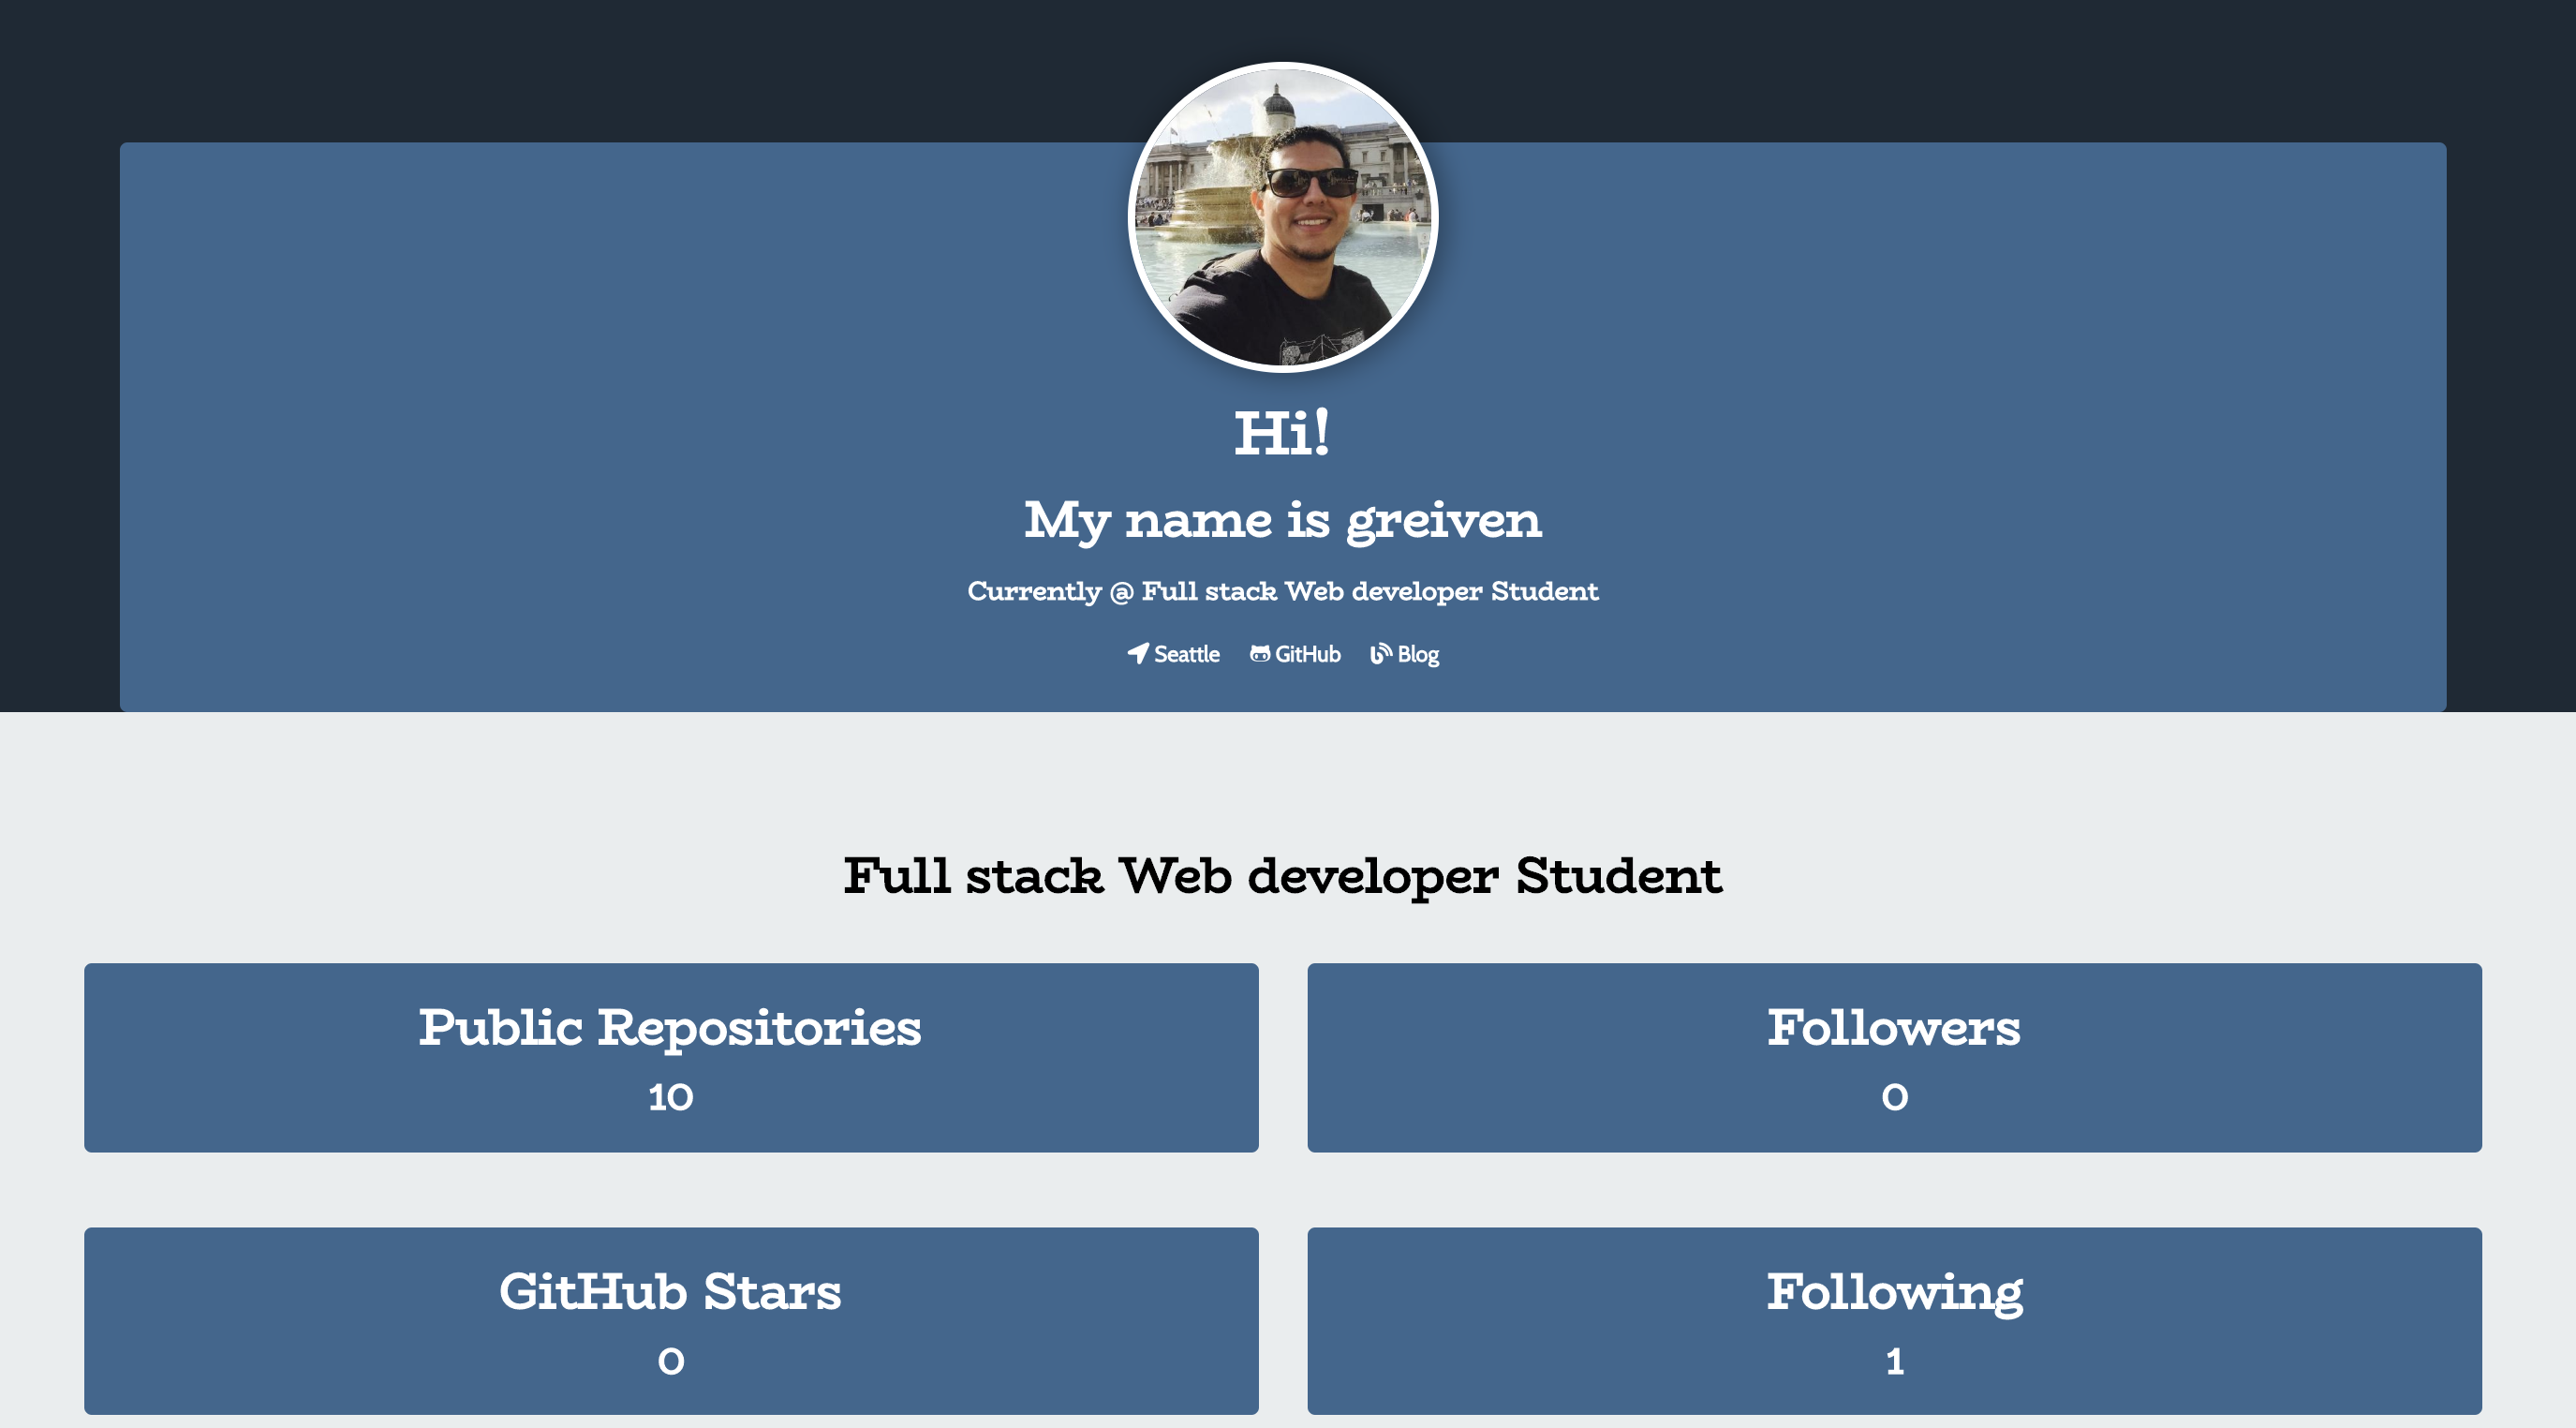 Hi!
My name is greiven
Currently @ Full stack Web developer Student
Seattle GitHub Blog
Full stack Web developer Student
Public Repositories
10
Followers
0
GitHub Stars
0
Following
1